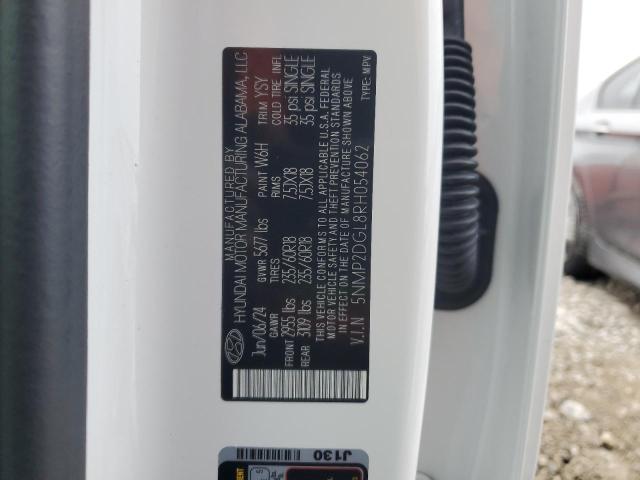 MANUFACTURED BY
HYUNDAI MOTOR MANUFACTURING ALABAMA, LLC
Jun/06/24 GVWR 5677 lbs PAINT W6H TRIM YSY
GAWR TIRES RIMS COLD TIRE INFL
FRONT 2955 lbs 235/60R18 7.5JX18 35 psi SINGLE
REAR 3109 lbs 235/60R18 7.5JX18 35 psi SINGLE
THIS VEHICLE CONFORMS TO ALL APPLICABLE U.S.A. FEDERAL
MOTOR VEHICLE SAFETY AND THEFT PREVENTION STANDARDS
IN EFFECT ON THE DATE OF MANUFACTURE SHOWN ABOVE
V.I.N 5NMP2DGL8RH054062 TYPE: MPV
J130